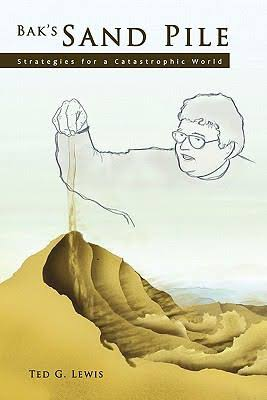 Bak's Sand Pile
Strategies for a Catastrophic World
Ted G. Lewis